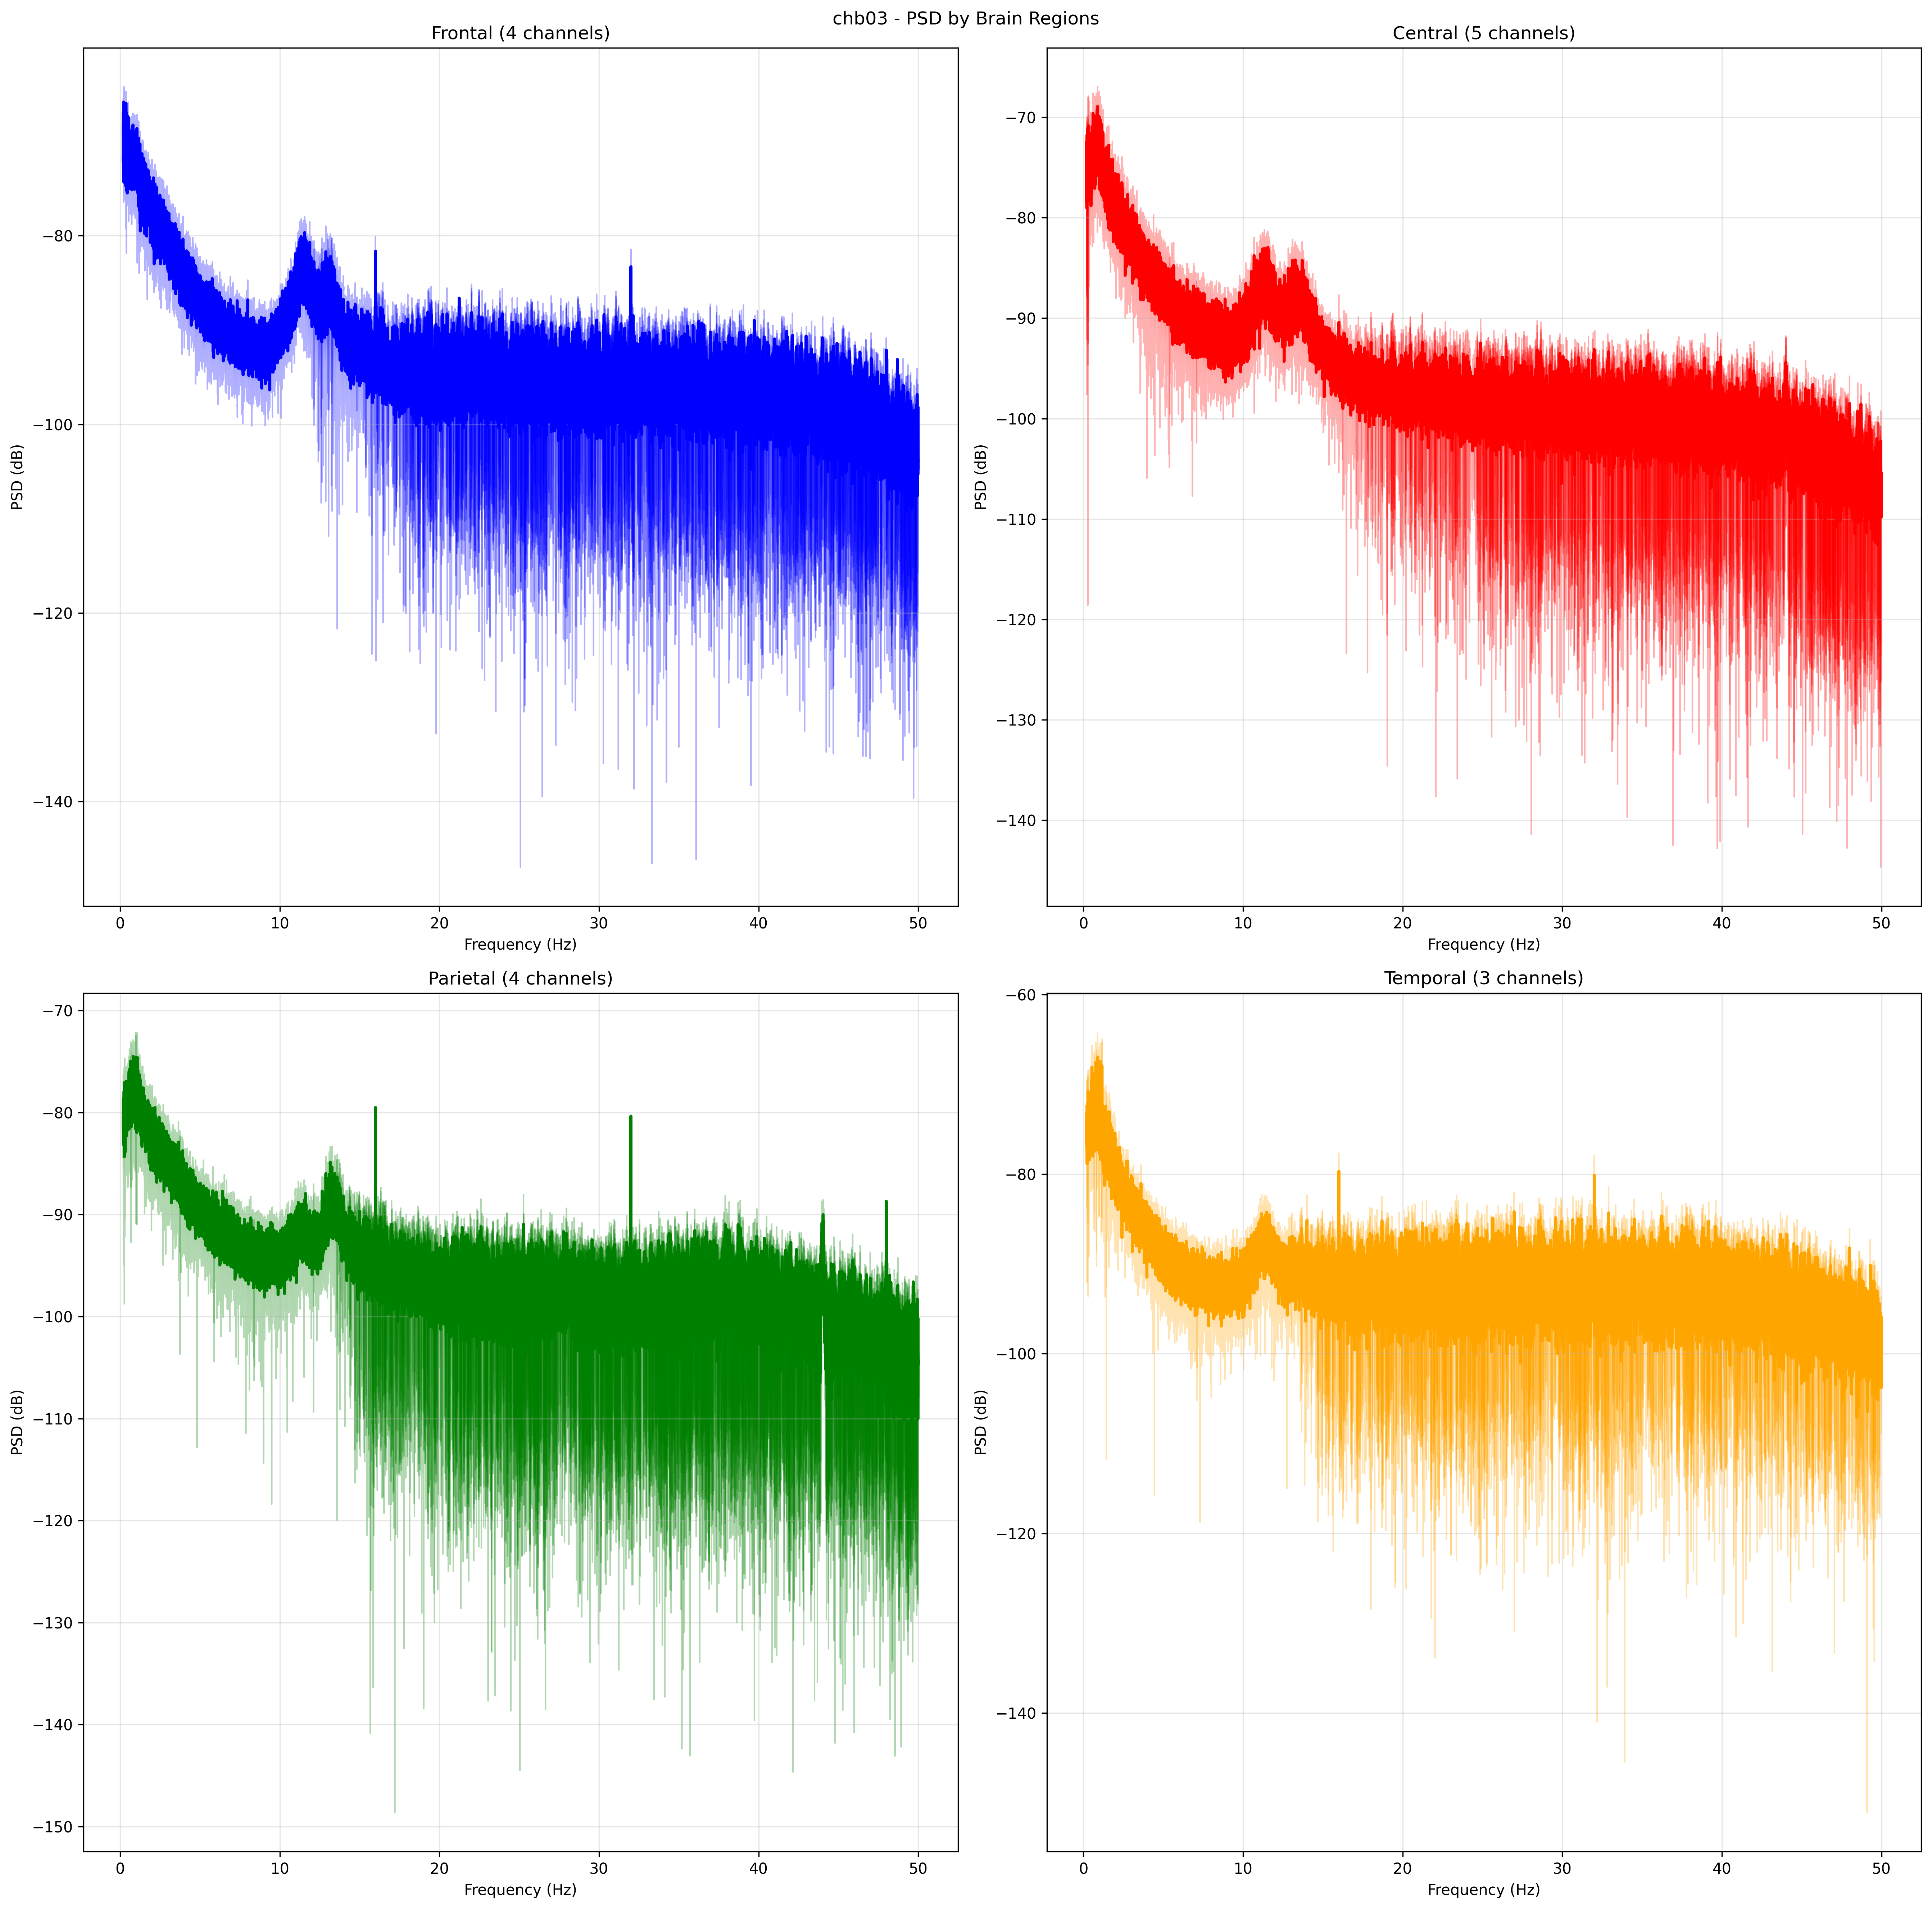 chb03 - PSD by Brain Regions
Frontal (4 channels)
Central (5 channels)
PSD (dB)
−80
−100
−120
−140
0 10 20 30 40 50
Frequency (Hz)
PSD (dB)
−70
−80
−90
−100
−110
−120
−130
−140
0 10 20 30 40 50
Frequency (Hz)
Parietal (4 channels)
Temporal (3 channels)
PSD (dB)
−70
−80
−90
−100
−110
−120
−130
−140
−150
0 10 20 30 40 50
Frequency (Hz)
PSD (dB)
−60
−80
−100
−120
−140
0 10 20 30 40 50
Frequency (Hz)